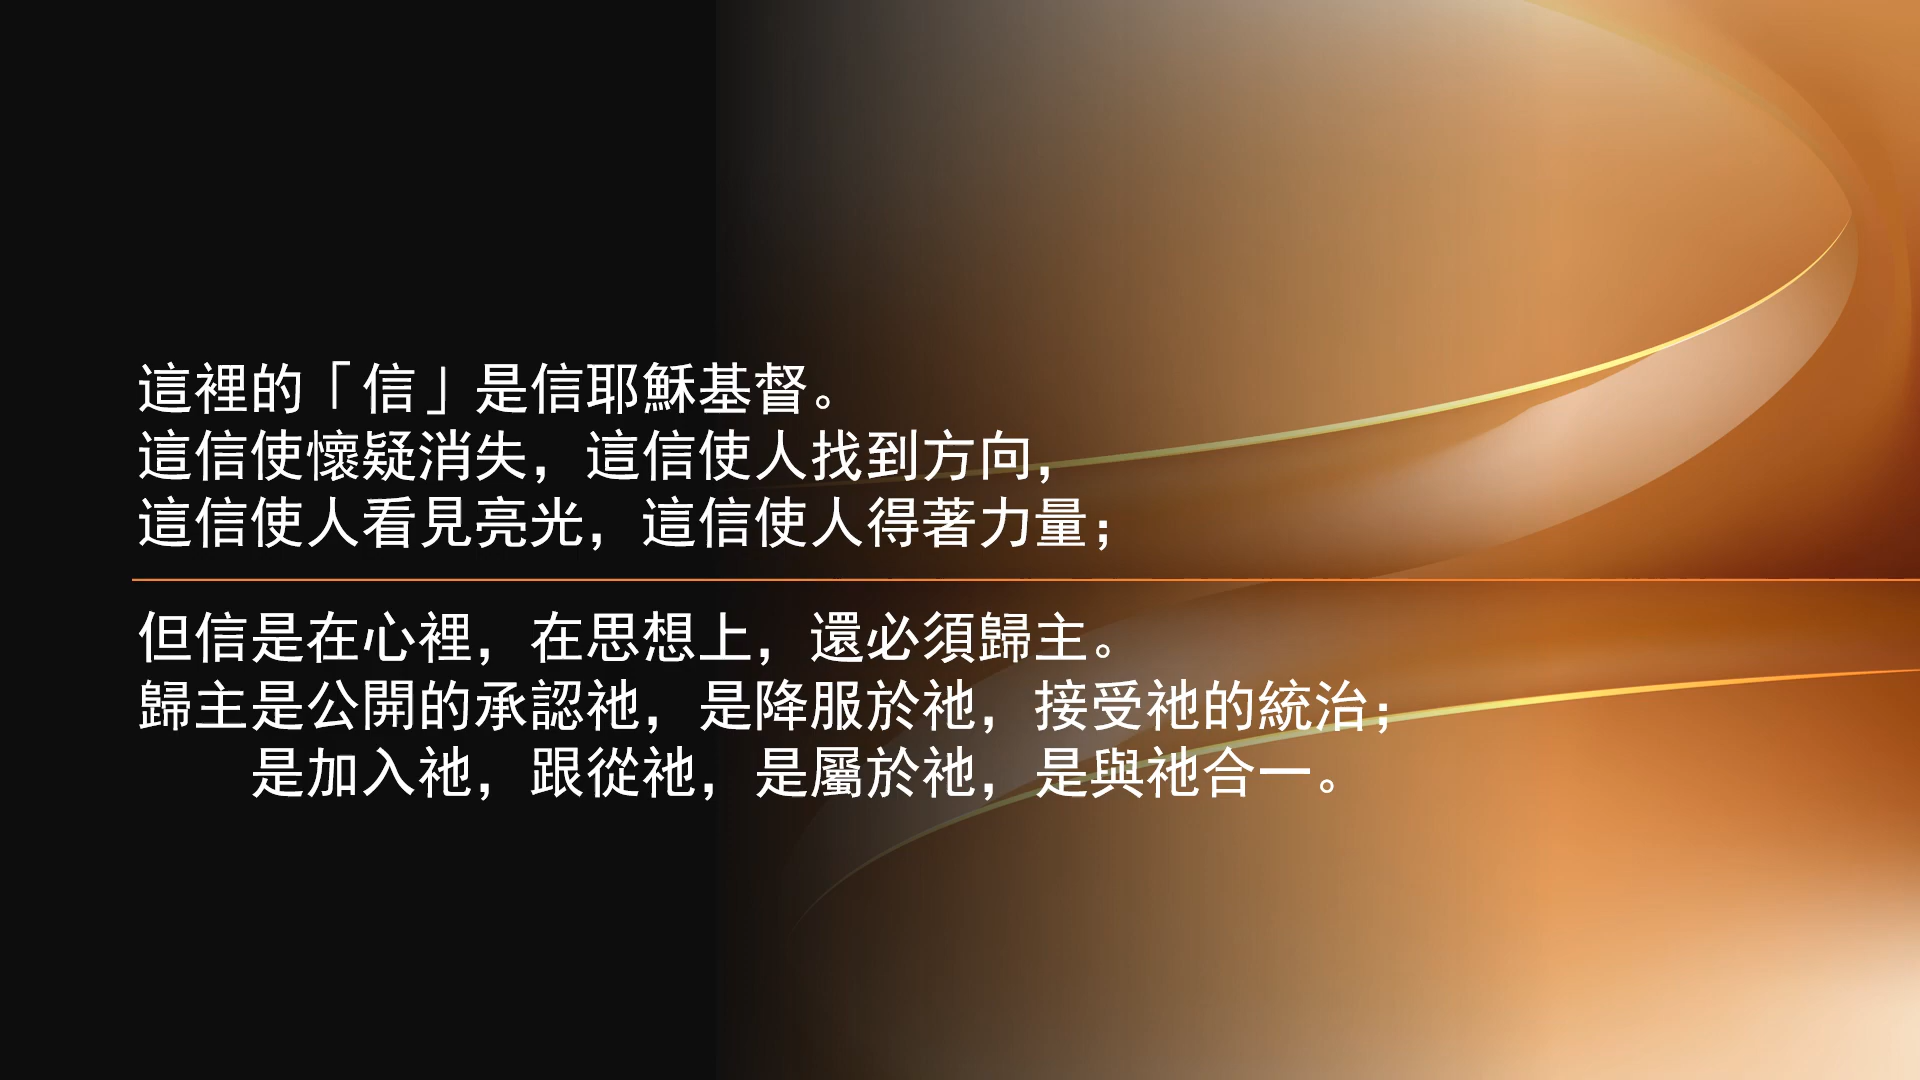 這裡的「信」是信耶穌基督。
這信使懷疑消失，這信使人找到方向，
這信使人看見亮光，這信使人得著力量；
但信是在心裡，在思想上，還必須歸主。
歸主是公開的承認祂，是降服於祂，接受祂的統治；
是加入祂，跟從祂，是屬於祂，是與祂合一。